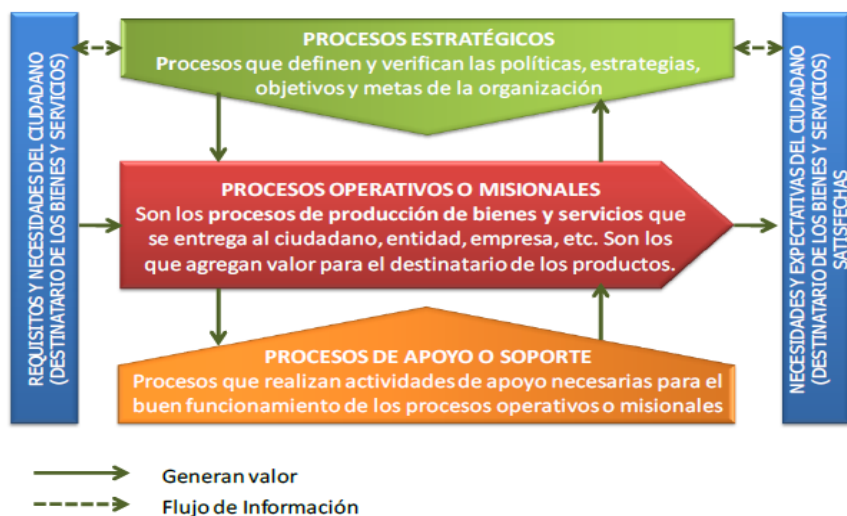 REQUISITOS Y NECESIDADES DEL CIUDADANO
(DESTINATARIO DE LOS BIENES Y SERVICIOS)
PROCESOS ESTRATÉGICOS
Procesos que definen y verifican las políticas, estrategias,
objetivos y metas de la organización
PROCESOS OPERATIVOS O MISIONALES
Son los procesos de producción de bienes y servicios que
se entrega al ciudadano, entidad, empresa, etc. Son los
que agregan valor para el destinatario de los productos.
PROCESOS DE APOYO O SOPORTE
Procesos que realizan actividades de apoyo necesarias para el
buen funcionamiento de los procesos operativos o misionales
NECESIDADES Y EXPECTATIVAS DEL CIUDADANO
(DESTINATARIO DE LOS BIENES Y SERVICIOS)
SATISFECHAS
Generan valor
Flujo de Información